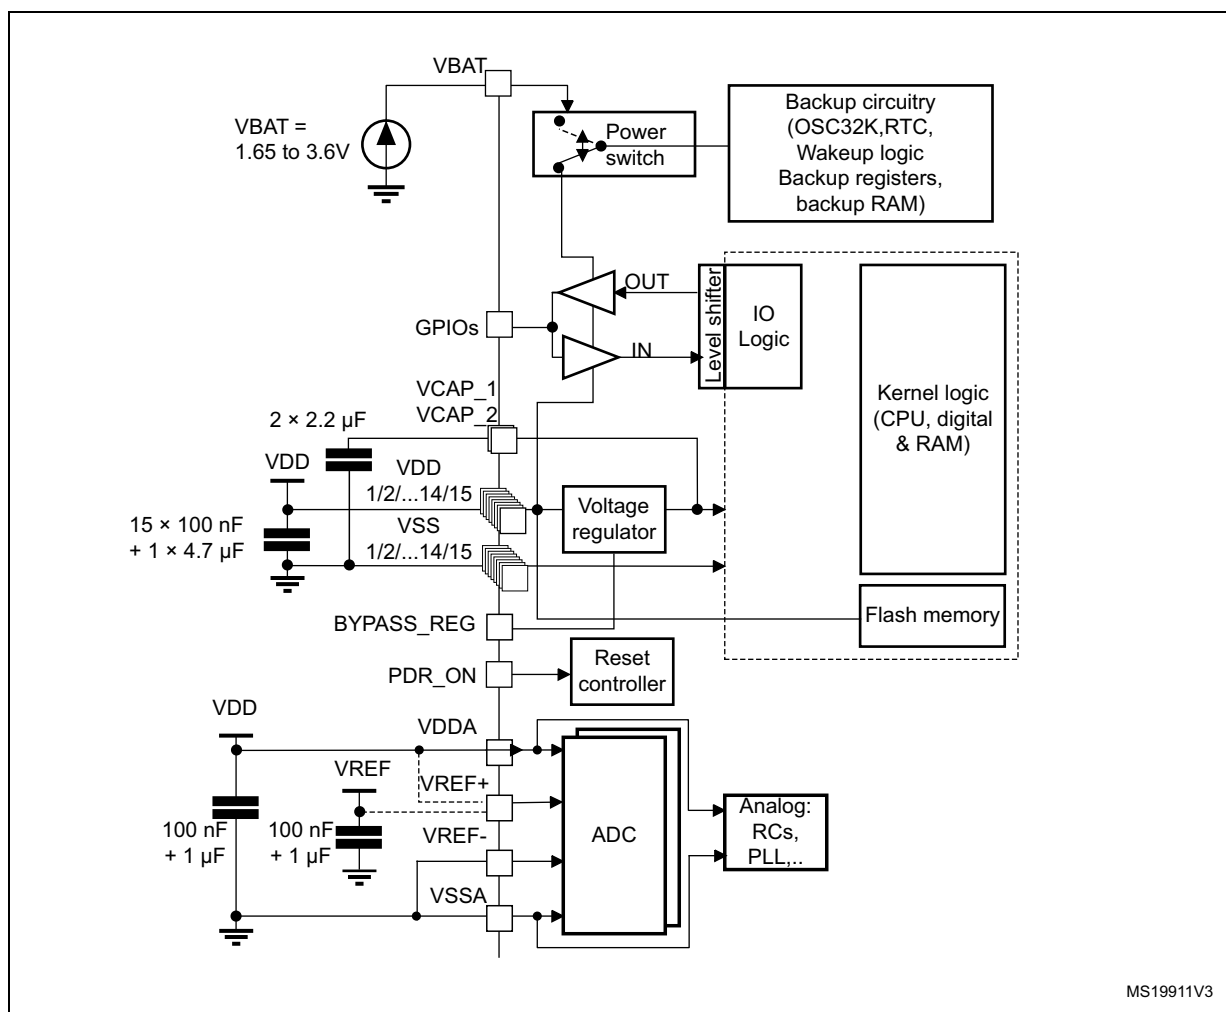 VBAT
VBAT =
1.65 to 3.6V
Power
switch
Backup circuitry
(OSC32K,RTC,
Wakeup logic
Backup registers,
backup RAM)
OUT
GPIOs
IN
Level shifter
IO
Logic
Kernel logic
(CPU, digital
& RAM)
VCAP_1
VCAP_2
2 × 2.2 µF
VDD
VDD
1/2/...14/15
15 × 100 nF
+ 1 × 4.7 µF
VSS
1/2/...14/15
Voltage
regulator
Flash memory
BYPASS_REG
PDR_ON
Reset
controller
VDD
VDDA
VREF
VREF+
100 nF
+ 1 µF
100 nF
+ 1 µF
VREF-
VSSA
ADC
Analog:
RCs,
PLL,..
MS19911V3